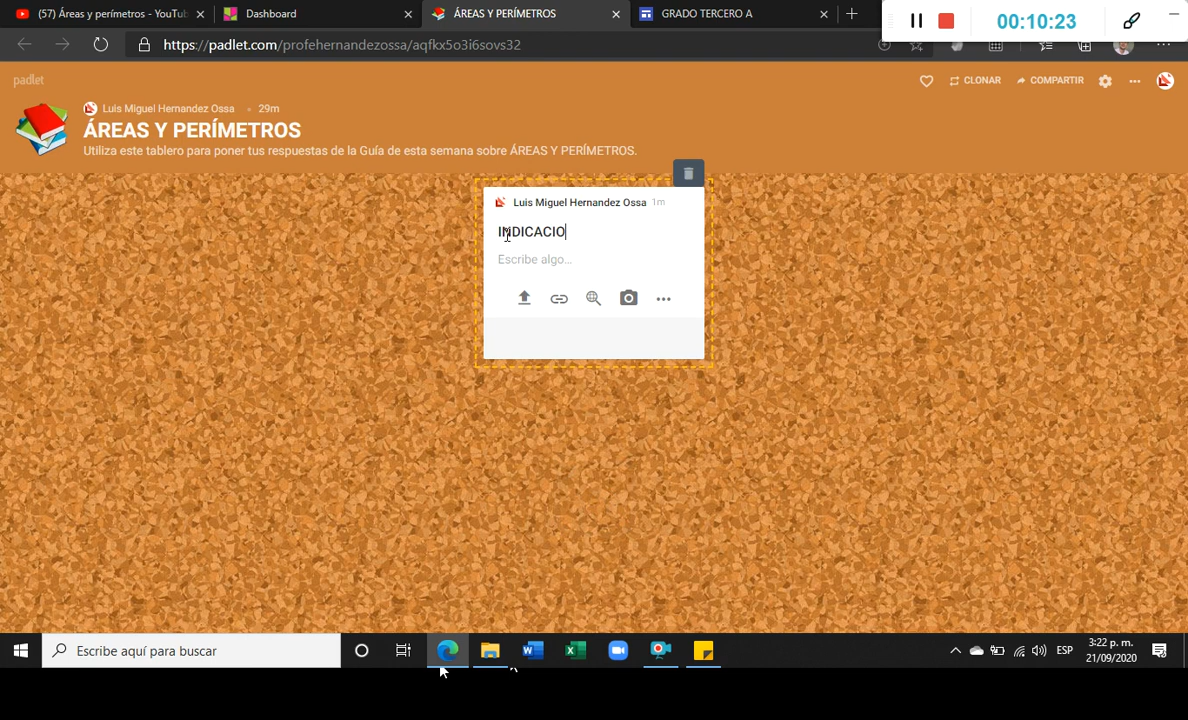 (57) Áreas y perímetros - YouTu
Dashboard
ÁREAS Y PERÍMETROS
GRADO TERCERO A
00:10:23
https://padlet.com/profehernandezossa/aqfkx5o3i6sovs32
padlet
CLONAR
COMPARTIR
Luis Miguel Hernandez Ossa • 29m
ÁREAS Y PERÍMETROS
Utiliza este tablero para poner tus respuestas de la Guía de esta semana sobre ÁREAS Y PERÍMETROS.
Luis Miguel Hernandez Ossa 1m
INDICACIO
Escribe algo...
Escribe aquí para buscar
ESP
3:22 p. m.
21/09/2020